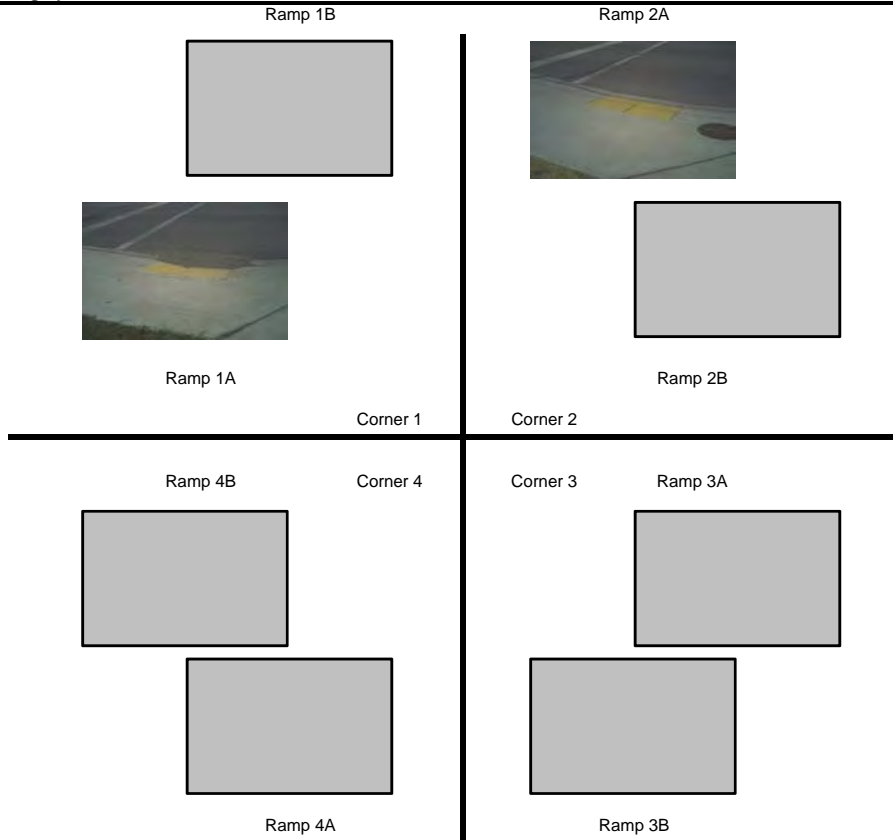 Ramp 1B Ramp 2A
Ramp 1A Ramp 2B
Corner 1 Corner 2
Ramp 4B Corner 4 Corner 3 Ramp 3A
Ramp 4A Ramp 3B